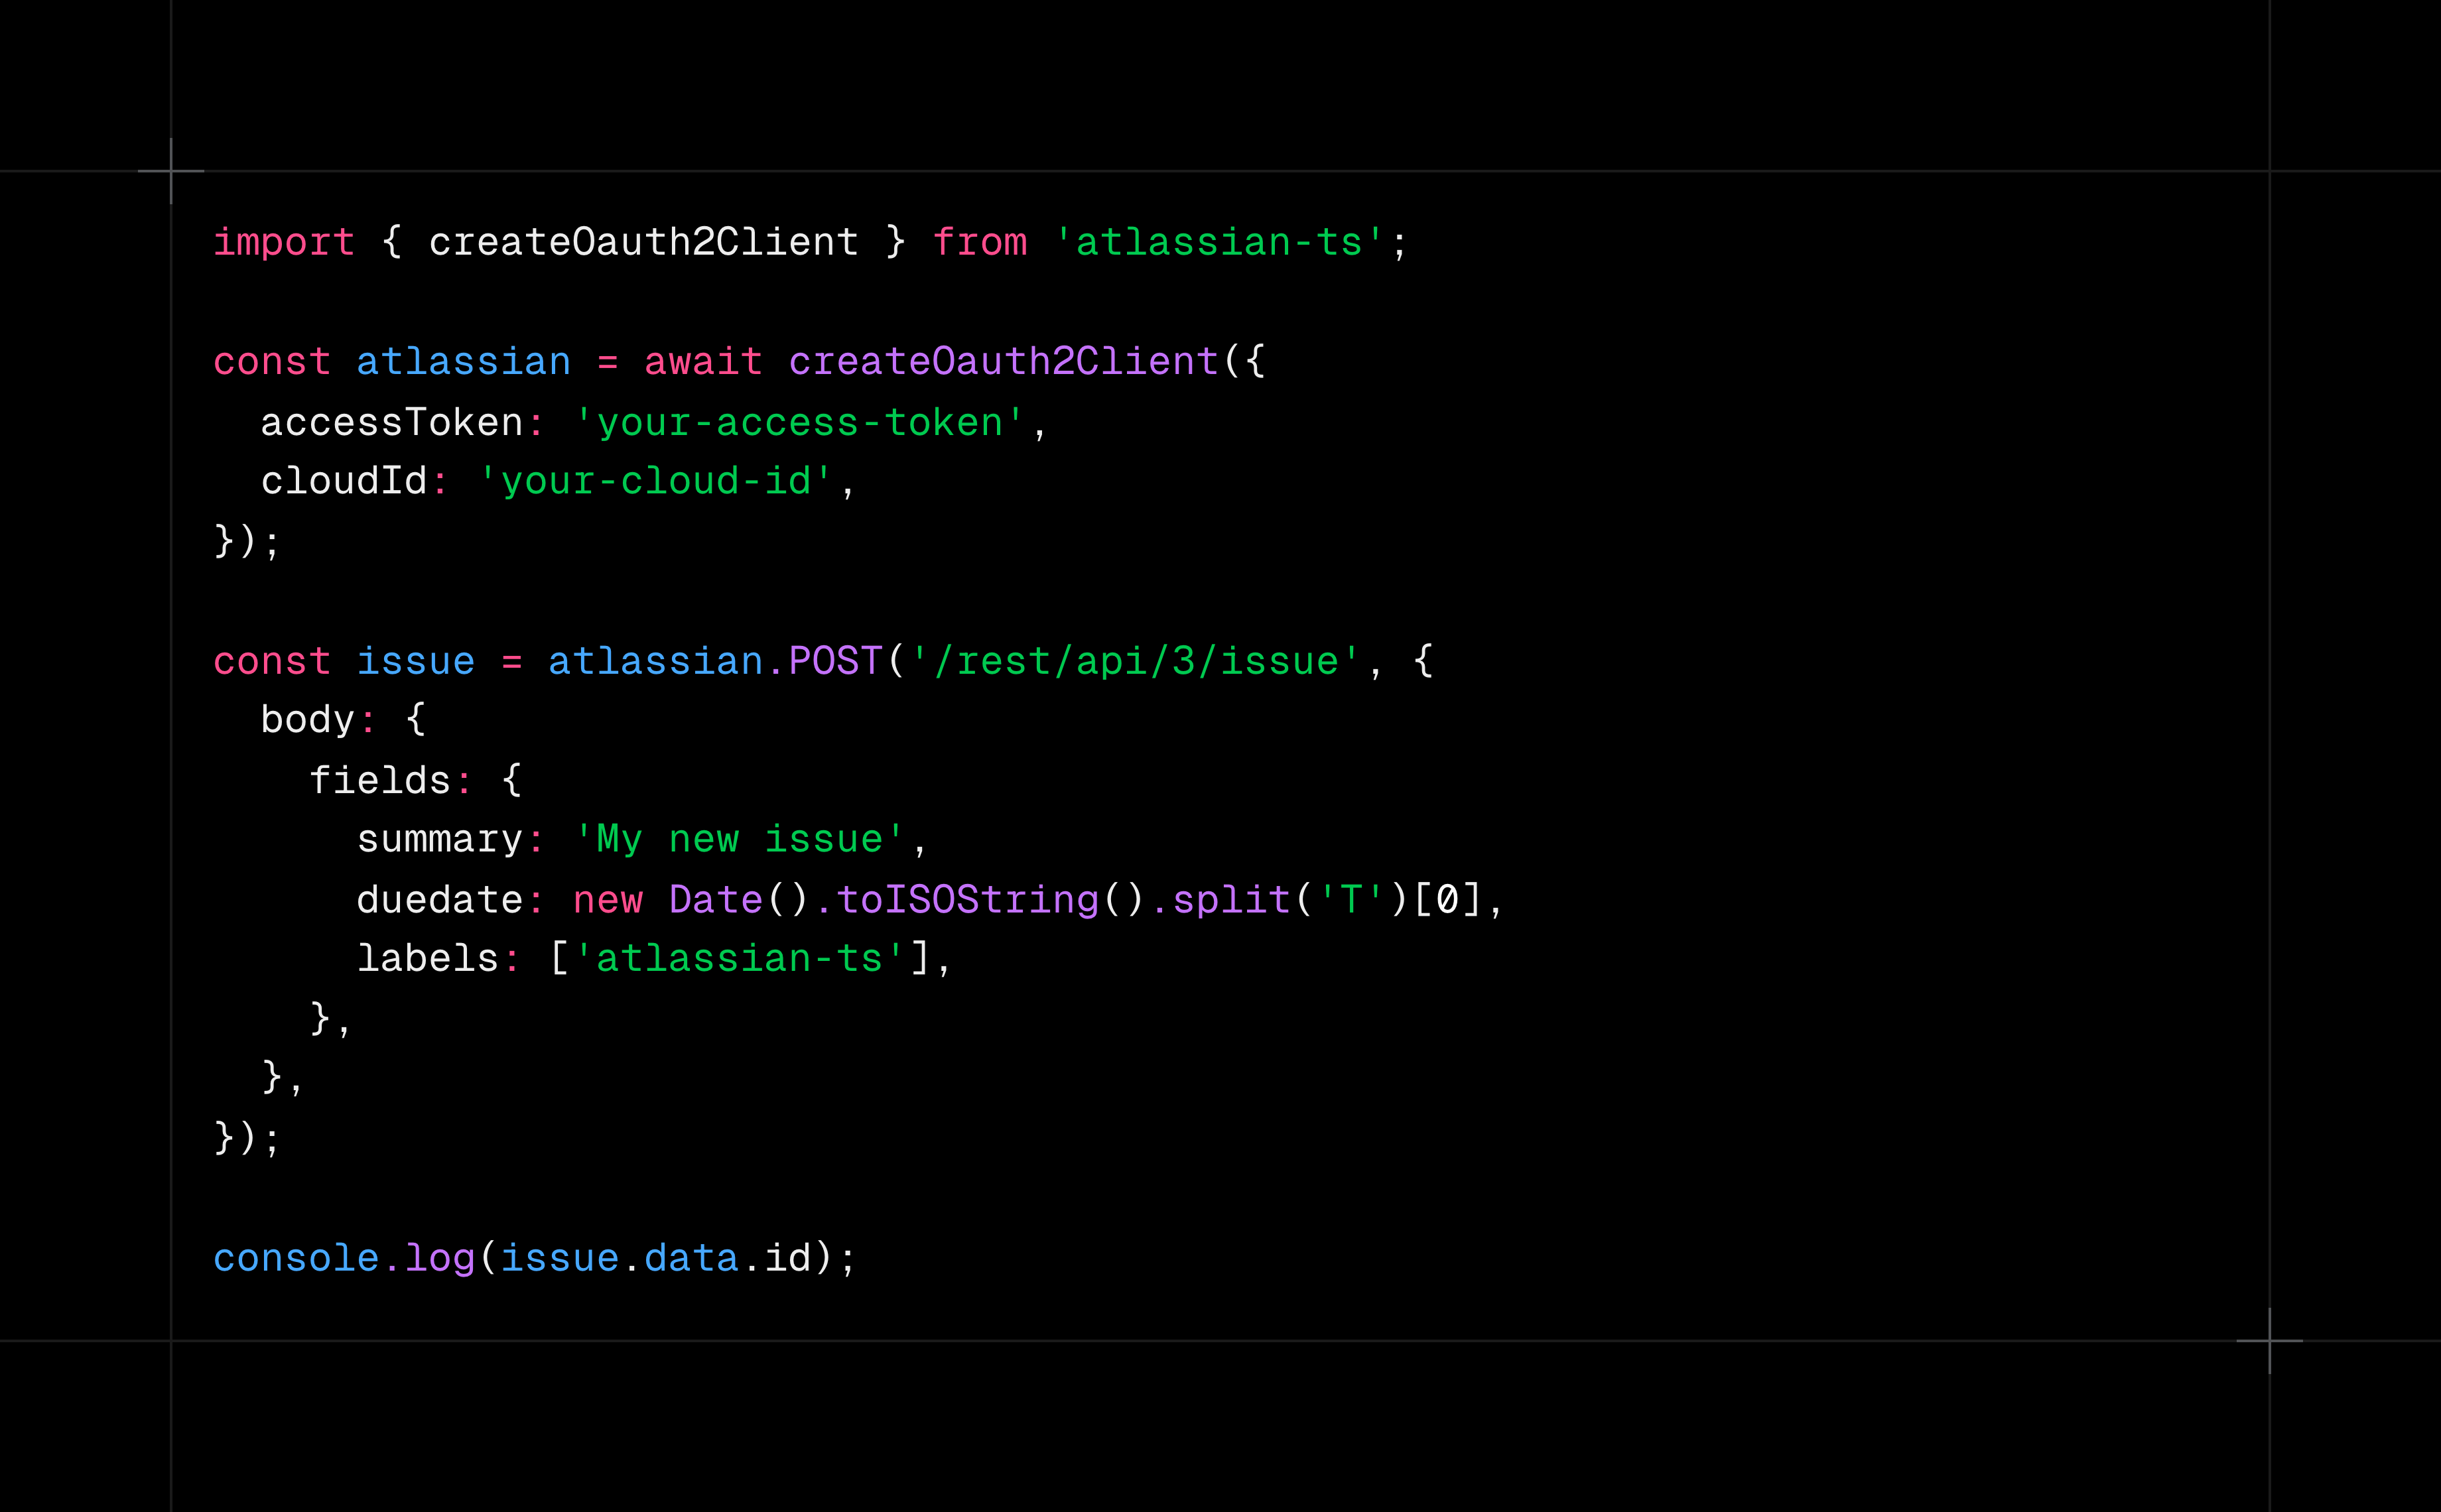 import { createOauth2Client } from 'atlassian-ts';
const atlassian = await createOauth2Client({
  accessToken: 'your-access-token',
  cloudId: 'your-cloud-id',
});
const issue = atlassian.POST('/rest/api/3/issue', {
  body: {
    fields: {
      summary: 'My new issue',
      duedate: new Date().toISOString().split('T')[0],
      labels: ['atlassian-ts'],
    },
  },
});
console.log(issue.data.id);